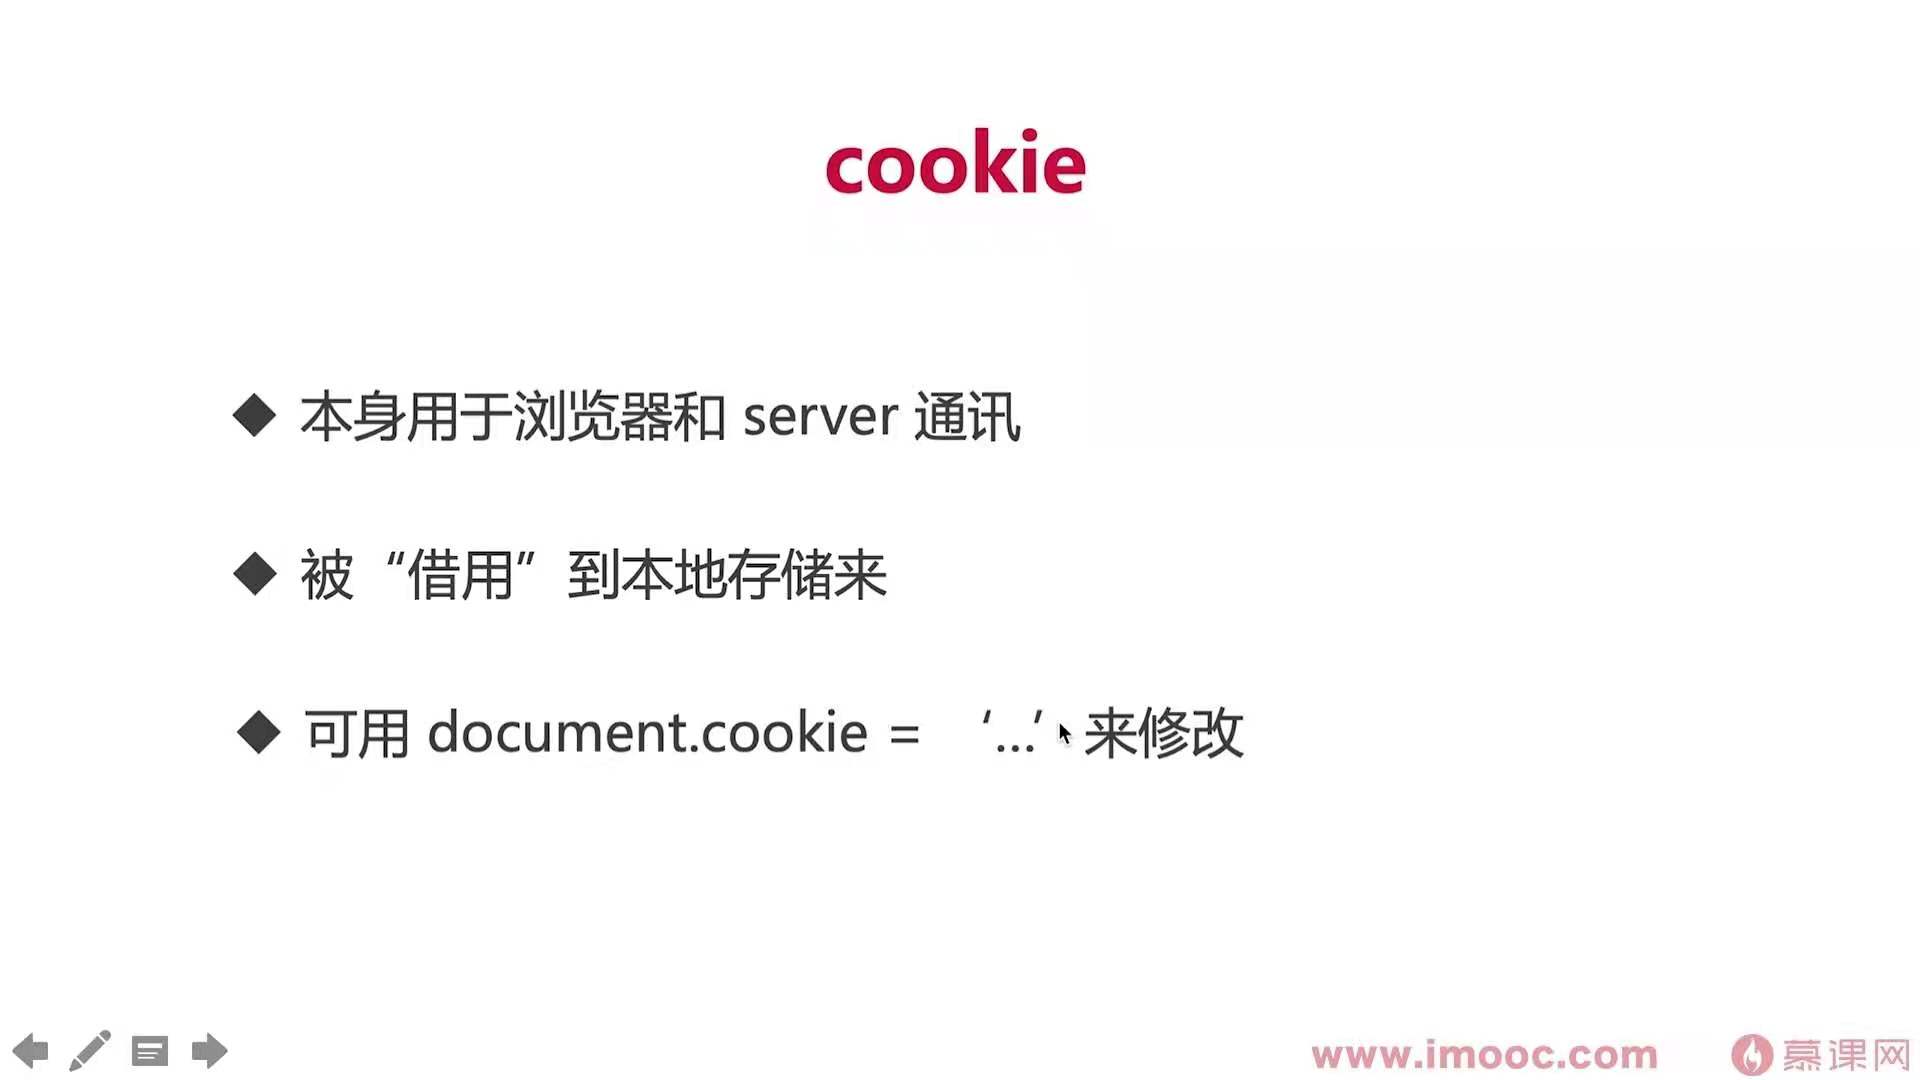 cookie
◆ 本身用于浏览器和 server 通讯
◆ 被“借用”到本地存储来
◆ 可用 document.cookie = ‘…’ 来修改
www.imooc.com 慕课网